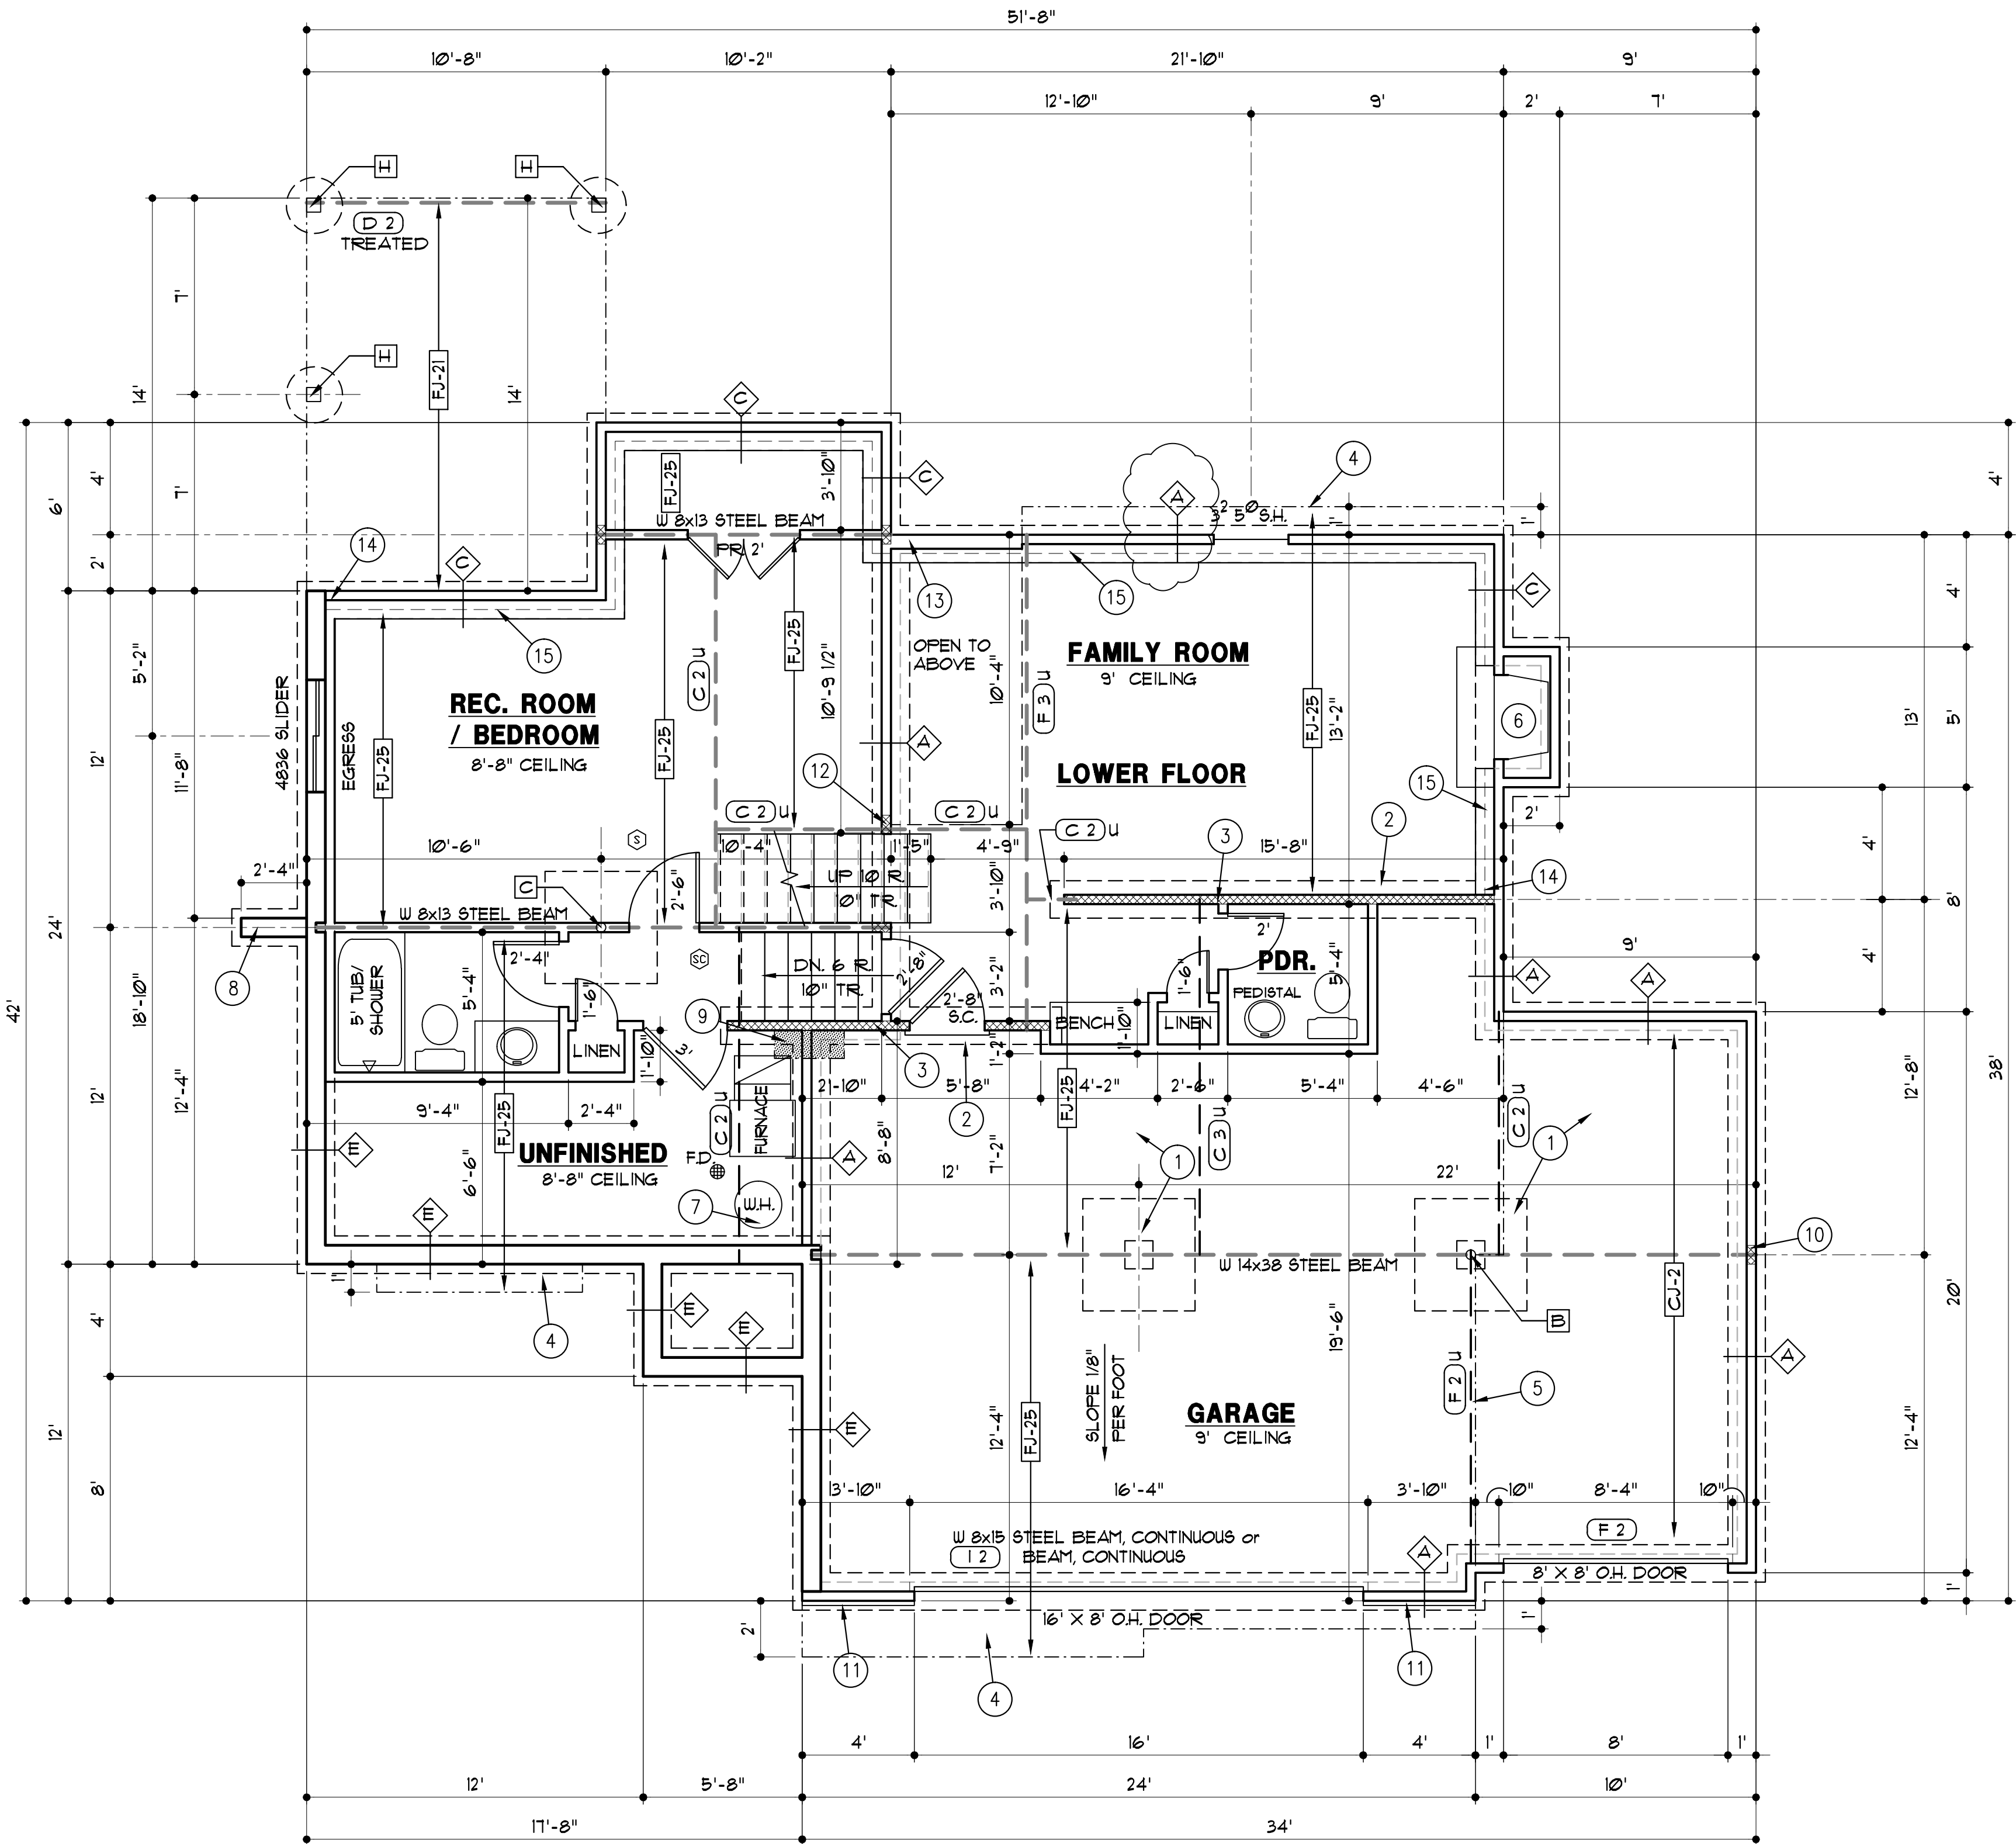 51'-8"
10'-8" 10'-2" 21'-10" 9'
12'-10" 9' 2' 7'
H H
D 2
TREATED
7'
14' FJ-21 14'
H
7'
C
4' 6' 4'
FJ-25 3'-10" C 4
A
3² 5⁰ S.H. 1' 1'
W 8x13 STEEL BEAM
PR. 2'
14 C 2'
13 15 C 4'
15
5'-2"
OPEN TO
ABOVE
FAMILY ROOM
9' CEILING
FJ-25 10'-9 1/2" 10'-4"
C 2 u F 3 u
REC. ROOM
/ BEDROOM
8'-8" CEILING
4836 SLIDER
EGRESS
FJ-25 FJ-25 A FJ-25 13'-2" 6
12' 11'-8" 13' 5'
LOWER FLOOR
12 15
C 2 u C 2 u C 2 u 3 2 2'
S
10'-6" 10'-4" 1'-5" 4'-9" 15'-8"
2'-4" C 2'-6" UP 10 R. 3'-10" 14 4' 8'
10" TR.
W 8x13 STEEL BEAM
24' 42'
2'-4" SC 2'
8
5' TUB/
SHOWER
5'-4" 1'-6"
DN. 6 R.
10" TR.
2'-8" 3'-2"
2'-8"
S.C.
1'-6" PDR. 5'-4" A A 9' 4'
PEDISTAL
9 BENCH LINEN
LINEN 3' 1'-10" 3 1'-2" 1'-10"
18'-10" 12' 12'-4"
2'-10" 5'-8" 4'-2" 2'-6" 5'-4" 4'-6"
2
9'-4" 2'-4" FJ-25 C 2 u FURNACE FJ-25 C 3 u C 2 u CJ-2 12'-8" 38'
E UNFINISHED
8'-8" CEILING
6'-6" F.D. A 8'-8" 7'-2" 1 1
12' 22'
E 7 W.H. 10
W 14x38 STEEL BEAM
1' 4 E E B
4' 20'
19'-6"
SLOPE 1/8"
PER FOOT
A
F 2 u 5
12'-4" FJ-25 12'-4"
E
GARAGE
9' CEILING
12' 8'
3'-10" 16'-4" 3'-10" 10" 8'-4" 10"
W 8x15 STEEL BEAM, CONTINUOUS or
I 2 BEAM, CONTINUOUS
F 2
A
8' X 8' O.H. DOOR
1'
16' X 8' O.H. DOOR
2' 1'
11 11
4
4' 16' 4' 1' 8' 1'
12' 5'-8" 24' 10'
17'-8" 34'